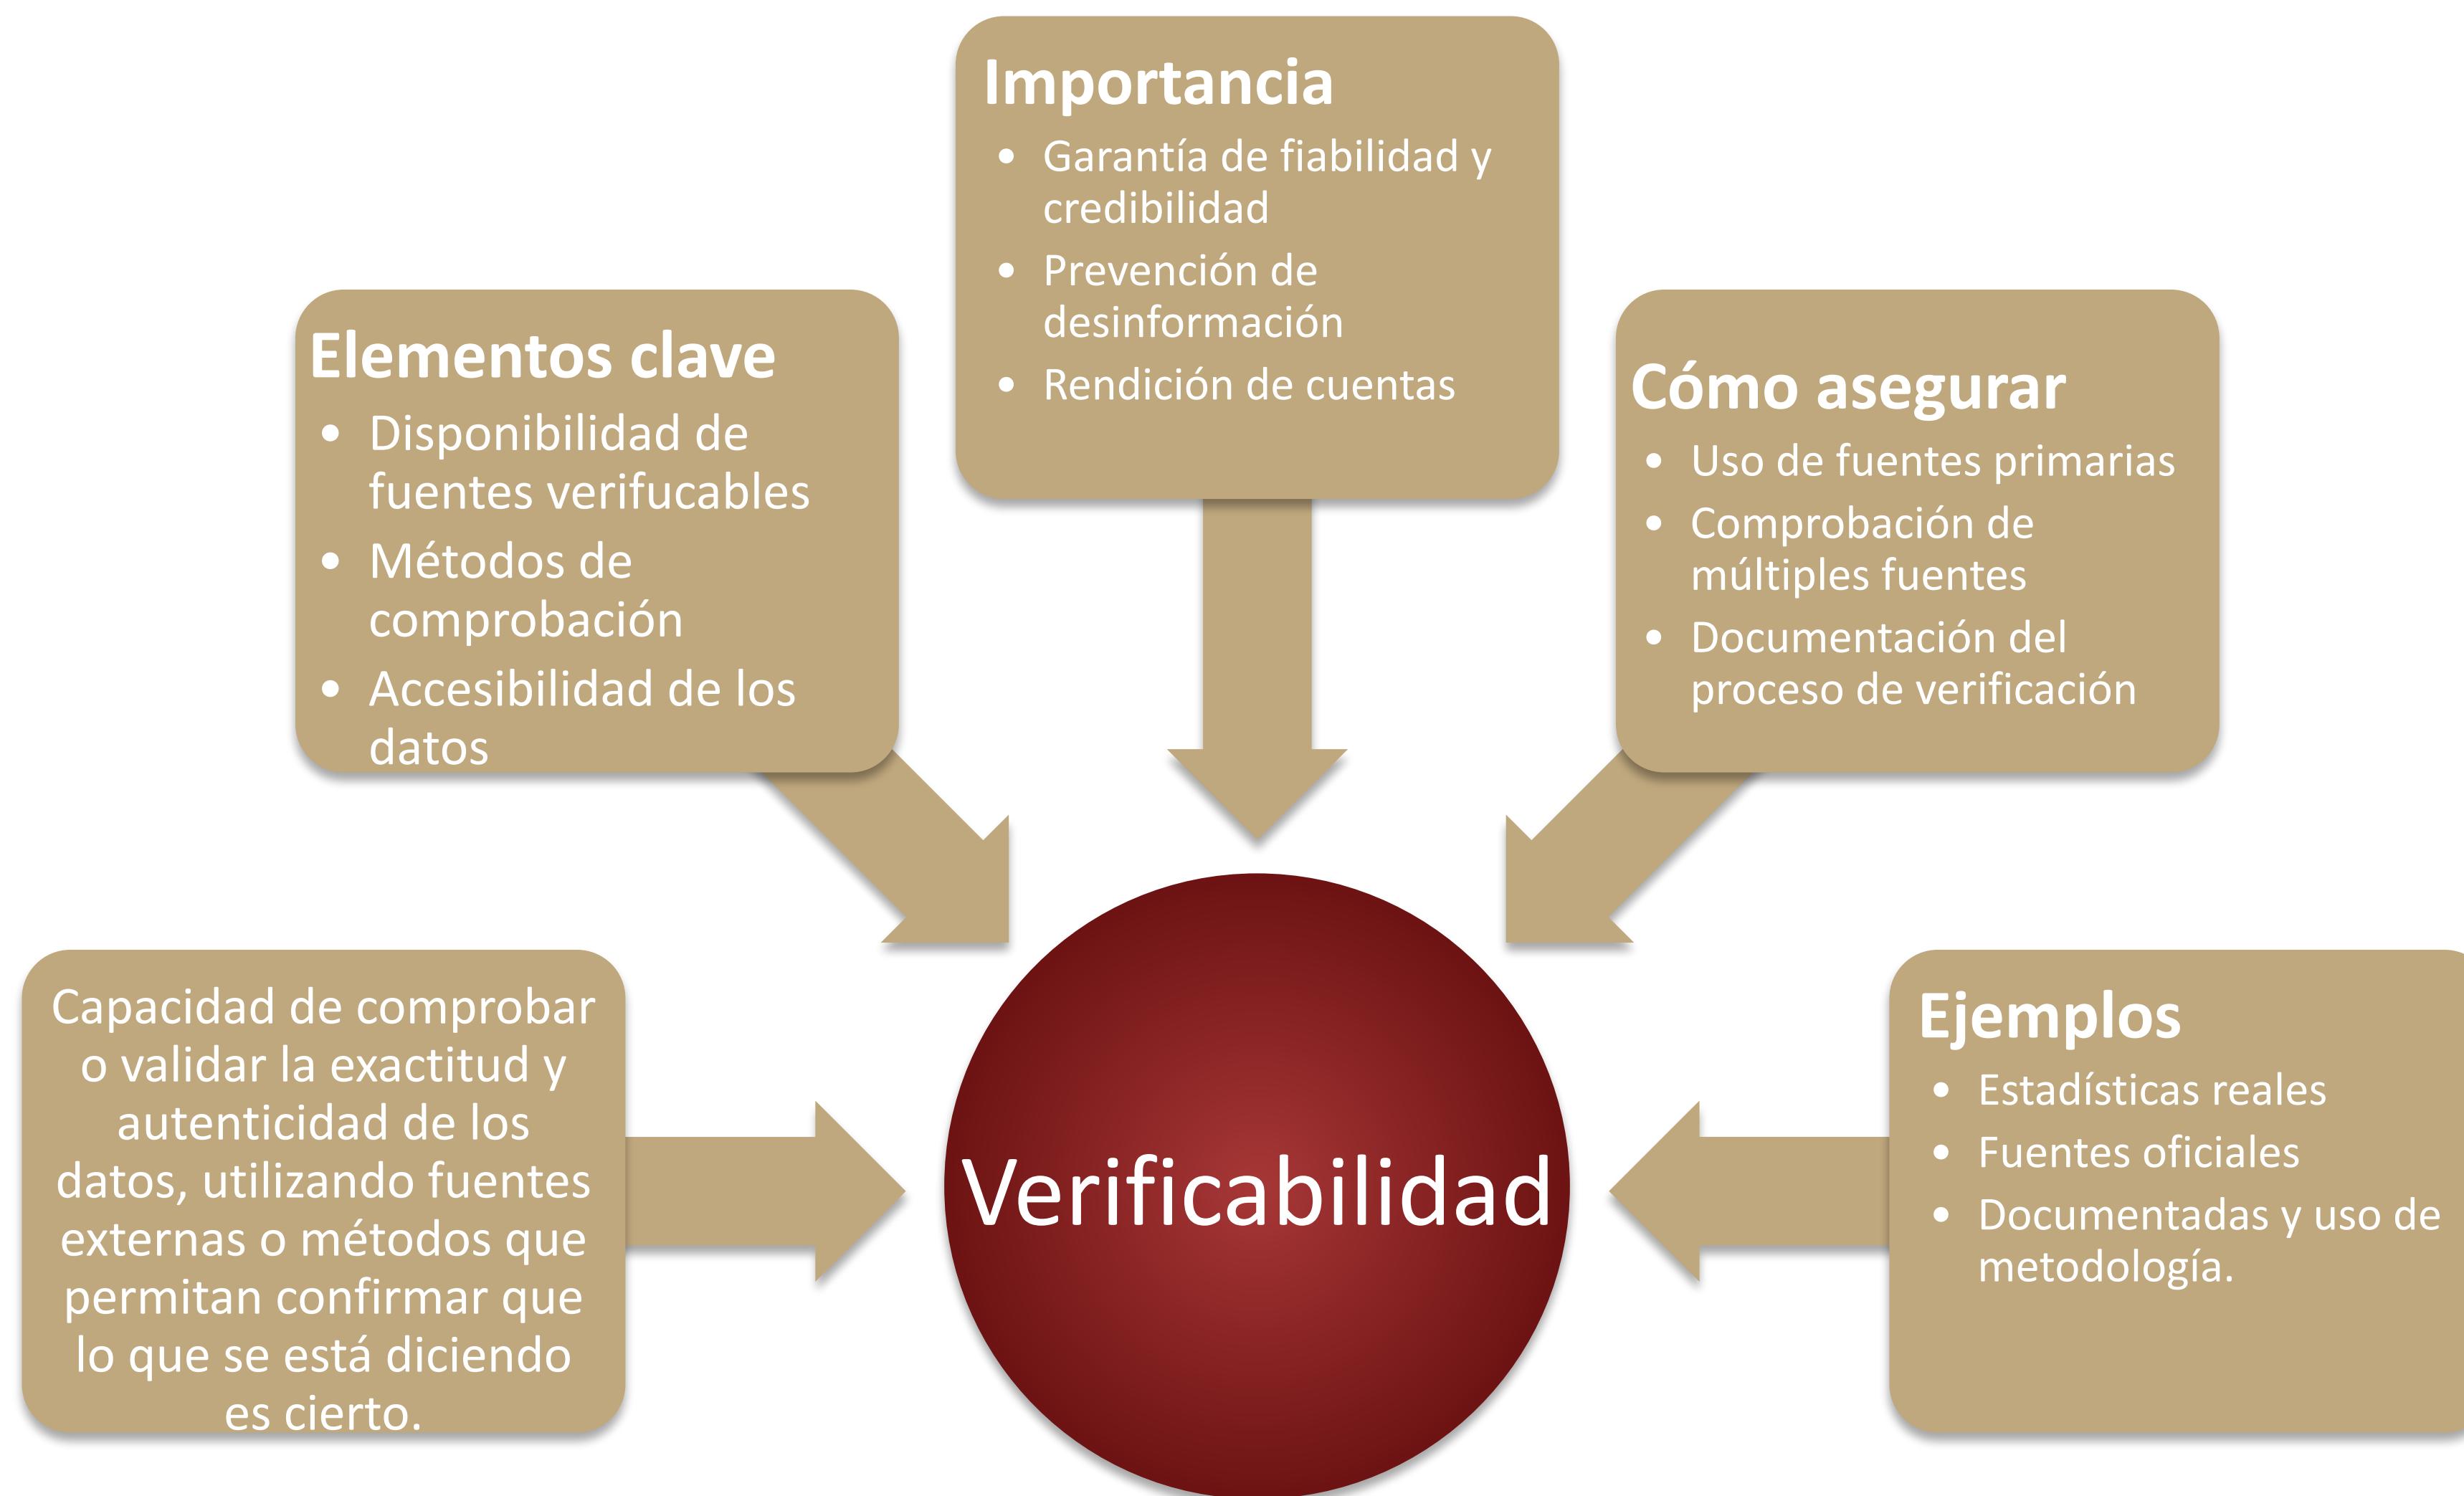 Importancia
• Garantía de fiabilidad y
credibilidad
• Prevención de
desinformación
• Rendición de cuentas
Elementos clave
• Disponibilidad de
fuentes verifucables
• Métodos de
comprobación
• Accesibilidad de los
datos
Cómo asegurar
• Uso de fuentes primarias
• Comprobación de
múltiples fuentes
• Documentación del
proceso de verificación
Capacidad de comprobar
o validar la exactitud y
autenticidad de los
datos, utilizando fuentes
externas o métodos que
permitan confirmar que
lo que se está diciendo
es cierto.
Verificabilidad
Ejemplos
• Estadísticas reales
• Fuentes oficiales
• Documentadas y uso de
metodología.